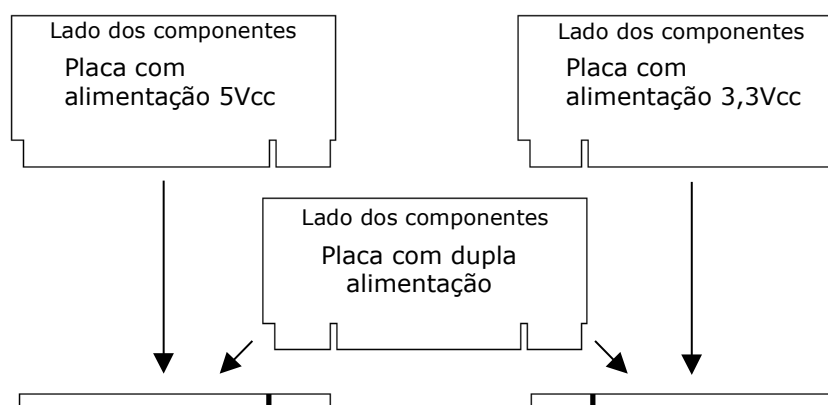 Lado dos componentes
Placa com
alimentação 5Vcc
Lado dos componentes
Placa com
alimentação 3,3Vcc
Lado dos componentes
Placa com dupla
alimentação